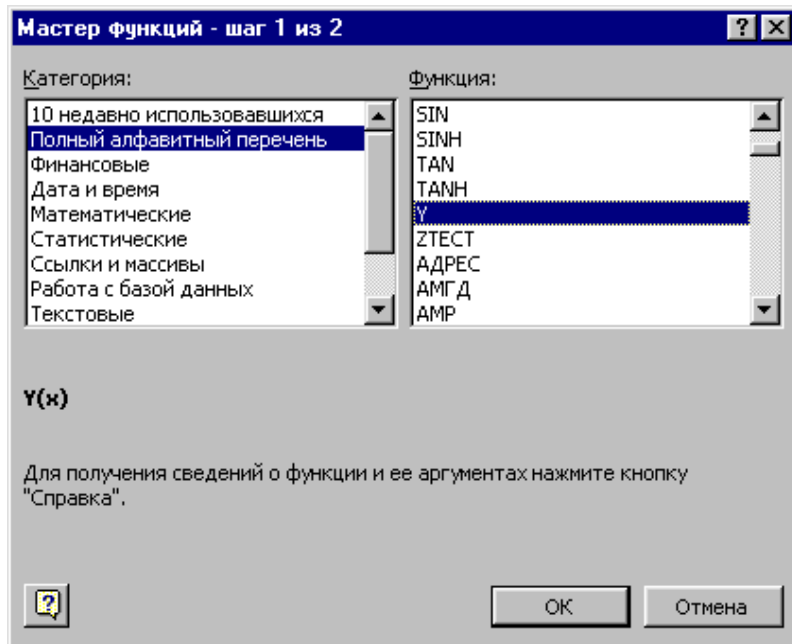 Мастер функций - шаг 1 из 2
Категория:
10 недавно использовавшихся
Полный алфавитный перечень
Финансовые
Дата и время
Математические
Статистические
Ссылки и массивы
Работа с базой данных
Текстовые
Функция:
SIN
SINH
TAN
TANH
Y
ZТЕСТ
АДРЕС
АМГД
АМР
Y(x)
Для получения сведений о функции и ее аргументах нажмите кнопку
"Справка".
OK
Отмена